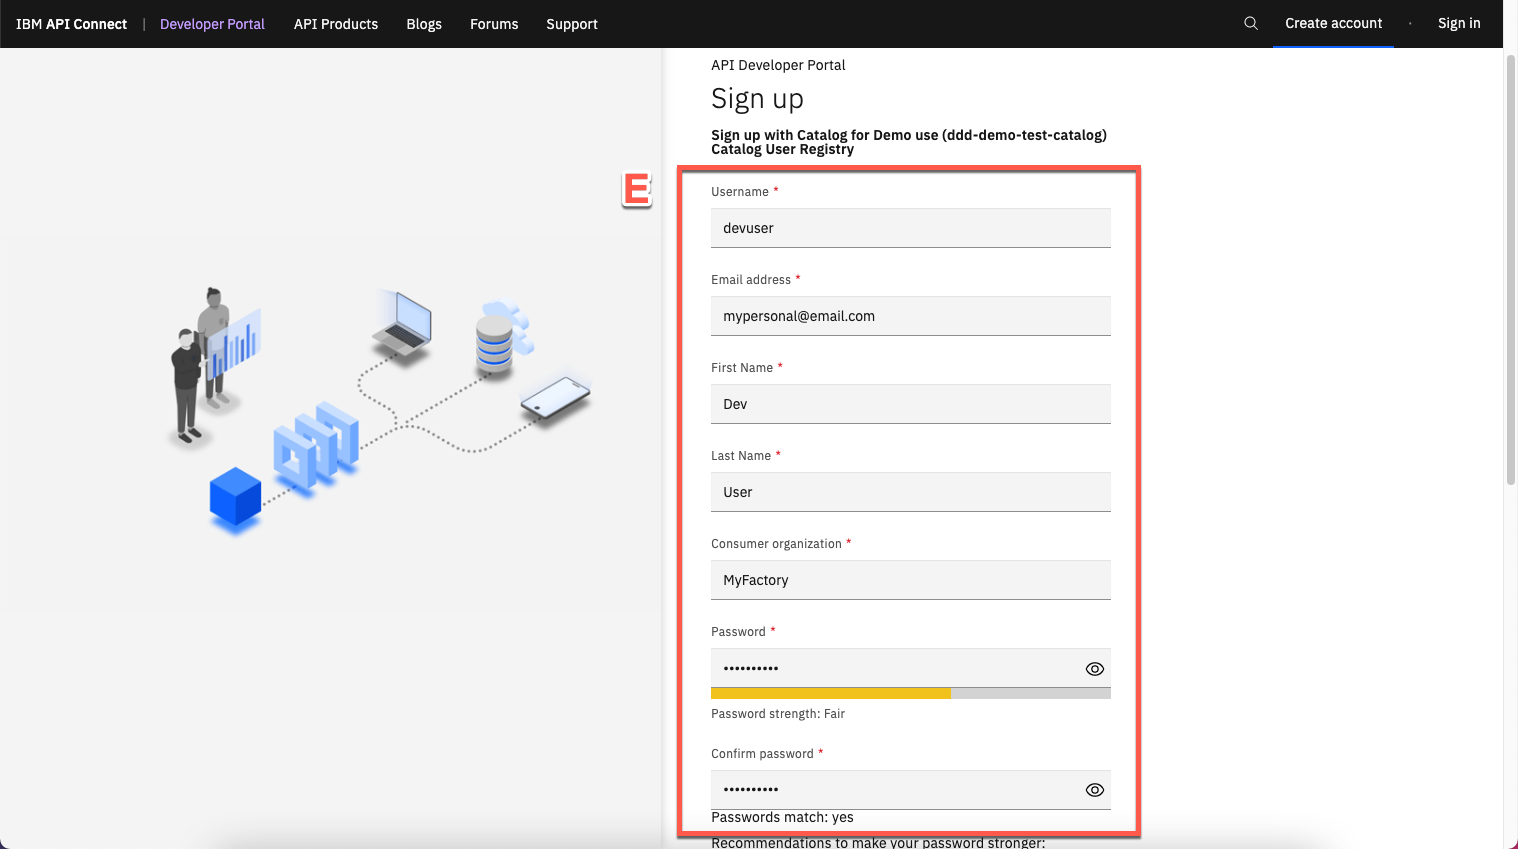 IBM API Connect | Developer Portal API Products Blogs Forums Support Create account · Sign in
API Developer Portal
Sign up
Sign up with Catalog for Demo use (ddd-demo-test-catalog)
Catalog User Registry
E
Username *
devuser
Email address *
mypersonal@email.com
First Name *
Dev
Last Name *
User
Consumer organization *
MyFactory
Password *
••••••••••
Password strength: Fair
Confirm password *
••••••••••
Passwords match: yes
Recommendations to make your password stronger: